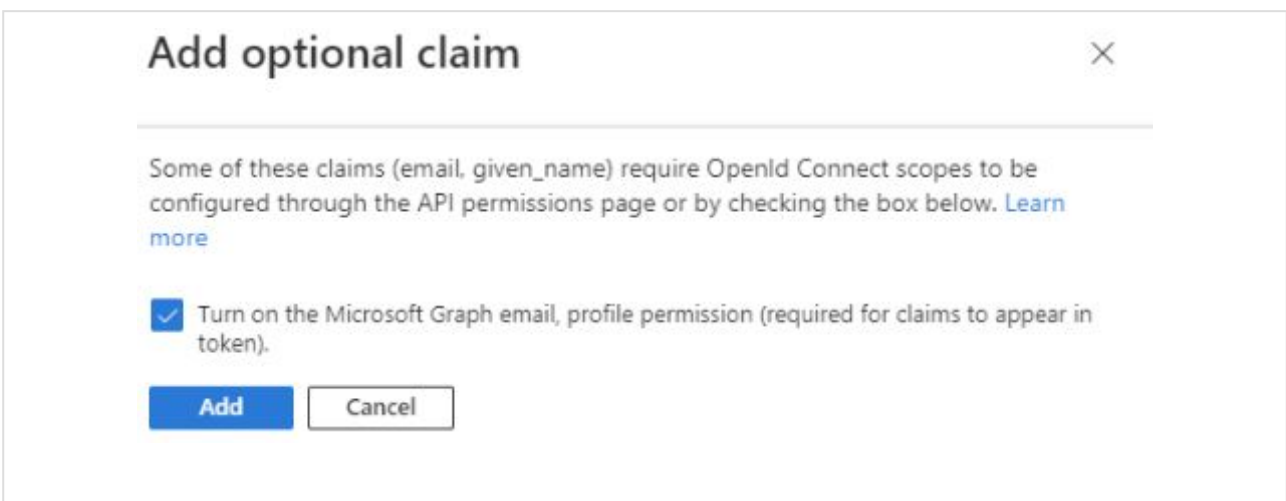 Add optional claim
Some of these claims (email, given_name) require OpenId Connect scopes to be
configured through the API permissions page or by checking the box below. Learn
more
Turn on the Microsoft Graph email, profile permission (required for claims to appear in
token).
Add
Cancel